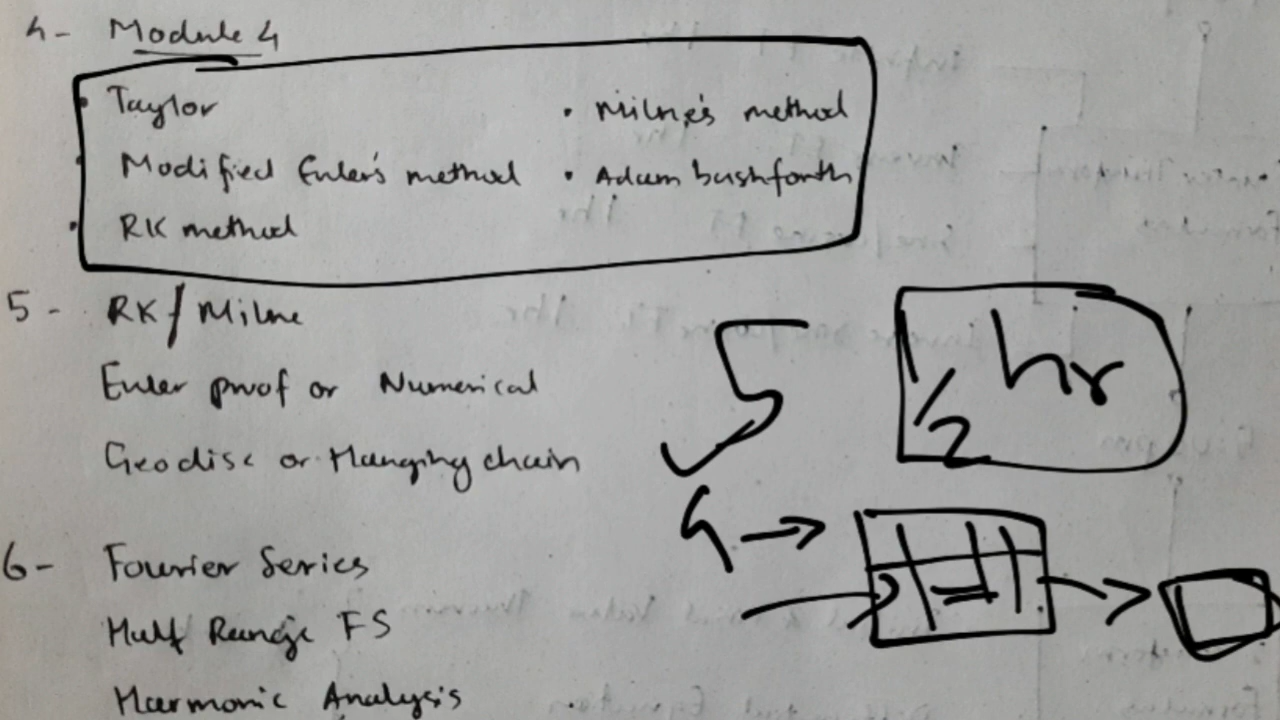 4- Module 4
• Taylor • Milne's method
• Modified Euler's method • Adam bashforth
• RK method
5- RK/Milne
Euler proof or Numerical
Geodisc or Hanging chain
5
1/2 hr
4 →
6- Fourier Series
Half Range FS
Harmonic Analysis